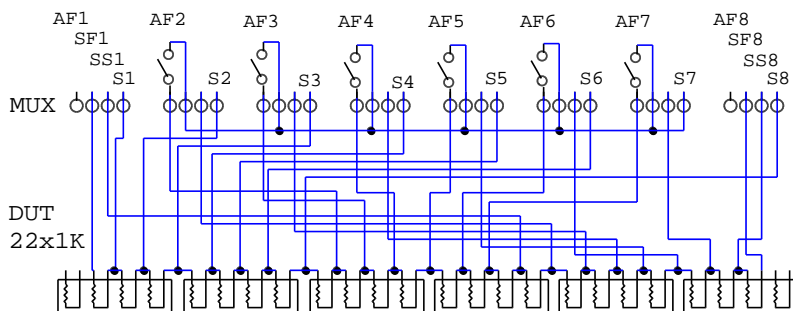 AF1 AF2 AF3 AF4 AF5 AF6 AF7 AF8
SF1 SF8
SS1 SS8
S1 S2 S3 S4 S5 S6 S7 S8
MUX
DUT
22x1K